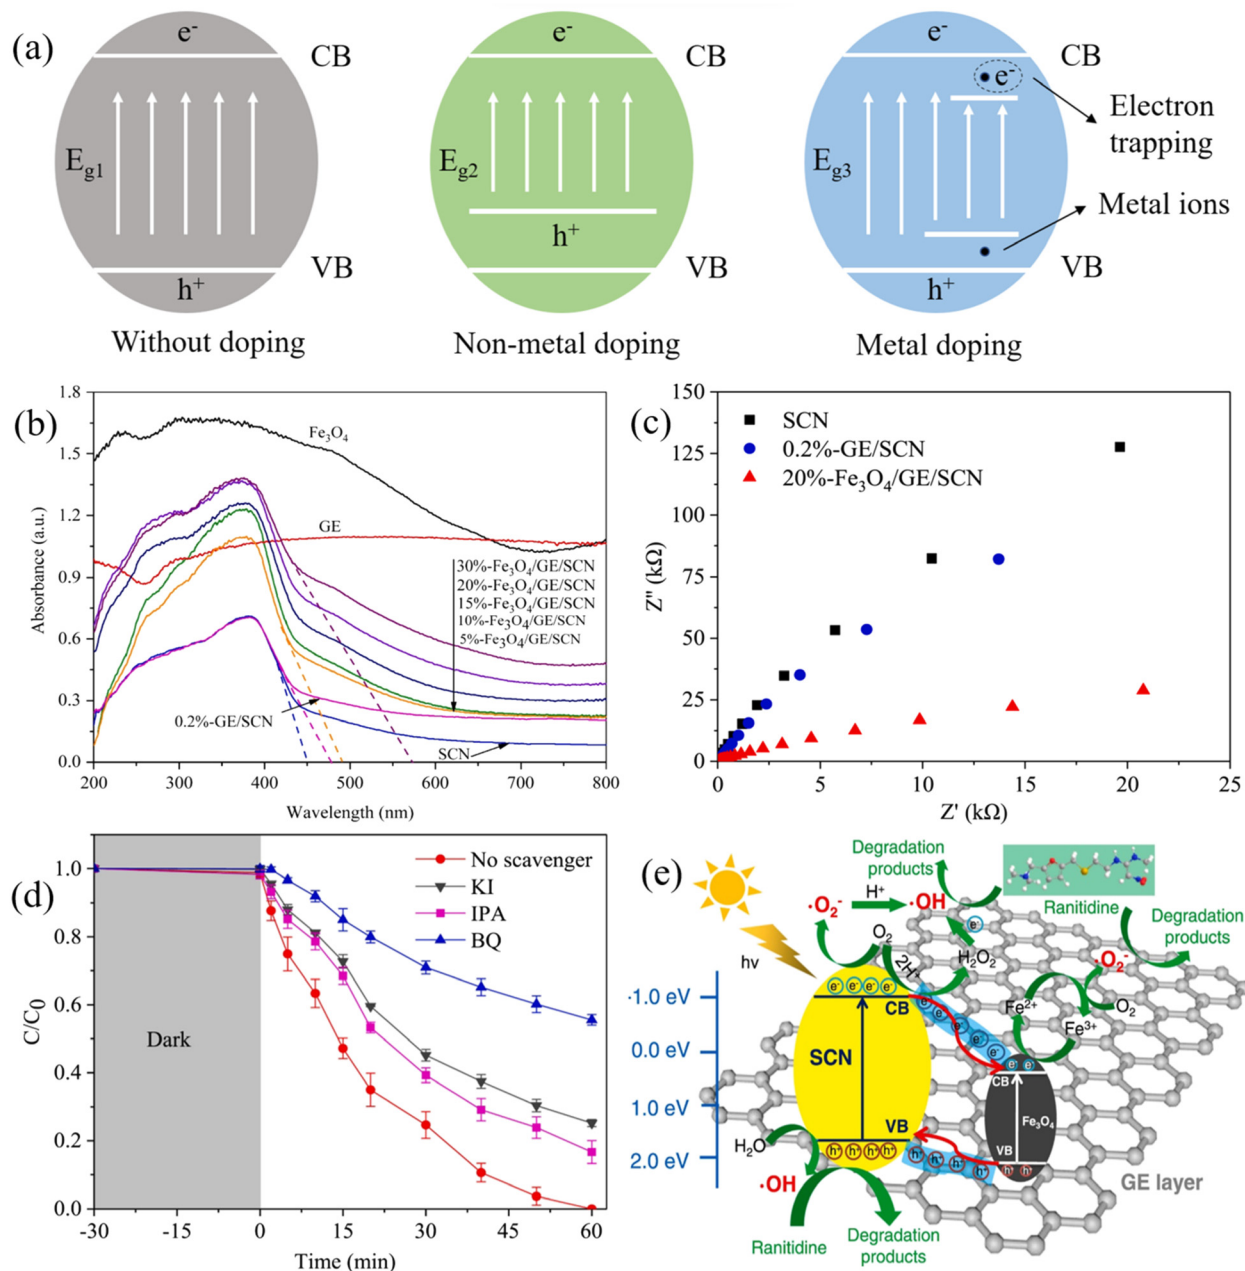 (a)
e-
CB
Eg1
VB
h+
Without doping
e-
Eg2
h+
Non-metal doping
e-
CB
e-
Electron
trapping
Eg3
Metal ions
VB
h+
Metal doping
(b)
1.8
1.5
1.2
0.9
0.6
0.3
0.0
Absorbance (a.u.)
Fe3O4
GE
30%-Fe3O4/GE/SCN
20%-Fe3O4/GE/SCN
15%-Fe3O4/GE/SCN
10%-Fe3O4/GE/SCN
5%-Fe3O4/GE/SCN
0.2%-GE/SCN
SCN
200 300 400 500 600 700 800
Wavelength (nm)
(c)
150
125
100
75
50
25
0
Z" (kΩ)
SCN
0.2%-GE/SCN
20%-Fe3O4/GE/SCN
0 5 10 15 20 25
Z' (kΩ)
(d)
1.0
0.8
0.6
0.4
0.2
0.0
C/C0
Dark
No scavenger
KI
IPA
BQ
-30 -15 0 15 30 45 60
Time (min)
(e)
Degradation
products
H+
·O2-
·OH
Ranitidine
Degradation
products
hv
O2
2H+
H2O2
e-
·O2-
Fe2+
O2
Fe3+
-1.0 eV
0.0 eV
1.0 eV
2.0 eV
e- e- e- e-
CB
SCN
VB
h+ h+ h+ h+
e- e- e- e- e-
e- e-
CB
Fe3O4
VB
h+ h+
h+ h+ h+ h+
H2O
·OH
Ranitidine
Degradation
products
GE layer